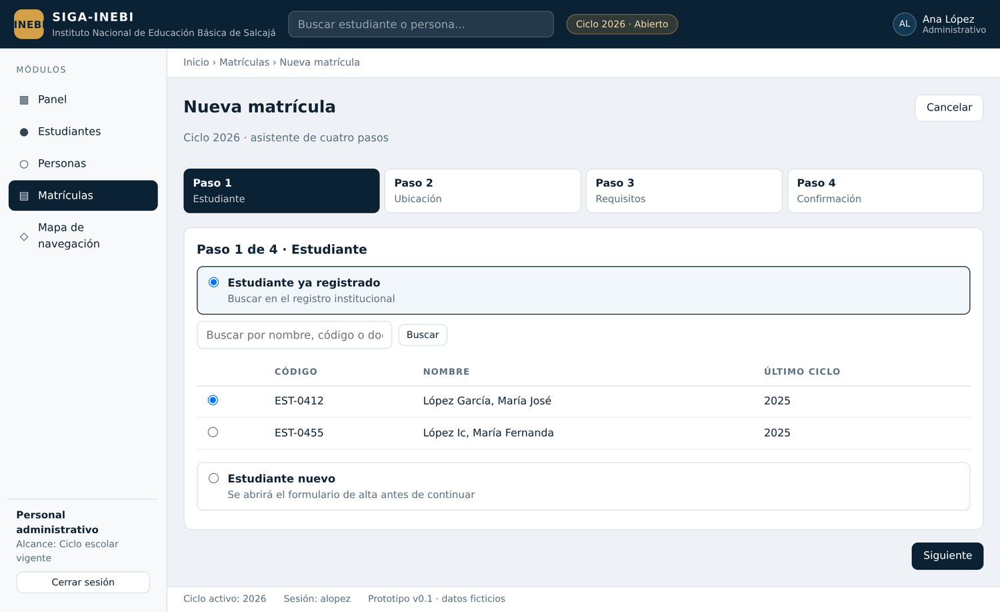 INEBI
SIGA-INEBI
Instituto Nacional de Educación Básica de Salcajá
Buscar estudiante o persona...
Ciclo 2026 · Abierto
AL
Ana López
Administrativo
MÓDULOS
Panel
Estudiantes
Personas
Matrículas
Mapa de
navegación
Personal
administrativo
Alcance: Ciclo escolar
vigente
Cerrar sesión
Inicio › Matrículas › Nueva matrícula
Nueva matrícula
Cancelar
Ciclo 2026 · asistente de cuatro pasos
Paso 1
Estudiante
Paso 2
Ubicación
Paso 3
Requisitos
Paso 4
Confirmación
Paso 1 de 4 · Estudiante
Estudiante ya registrado
Buscar en el registro institucional
Buscar por nombre, código o do
Buscar
CÓDIGO NOMBRE ÚLTIMO CICLO
EST-0412 López García, María José 2025
EST-0455 López Ic, María Fernanda 2025
Estudiante nuevo
Se abrirá el formulario de alta antes de continuar
Siguiente
Ciclo activo: 2026 Sesión: alopez Prototipo v0.1 · datos ficticios